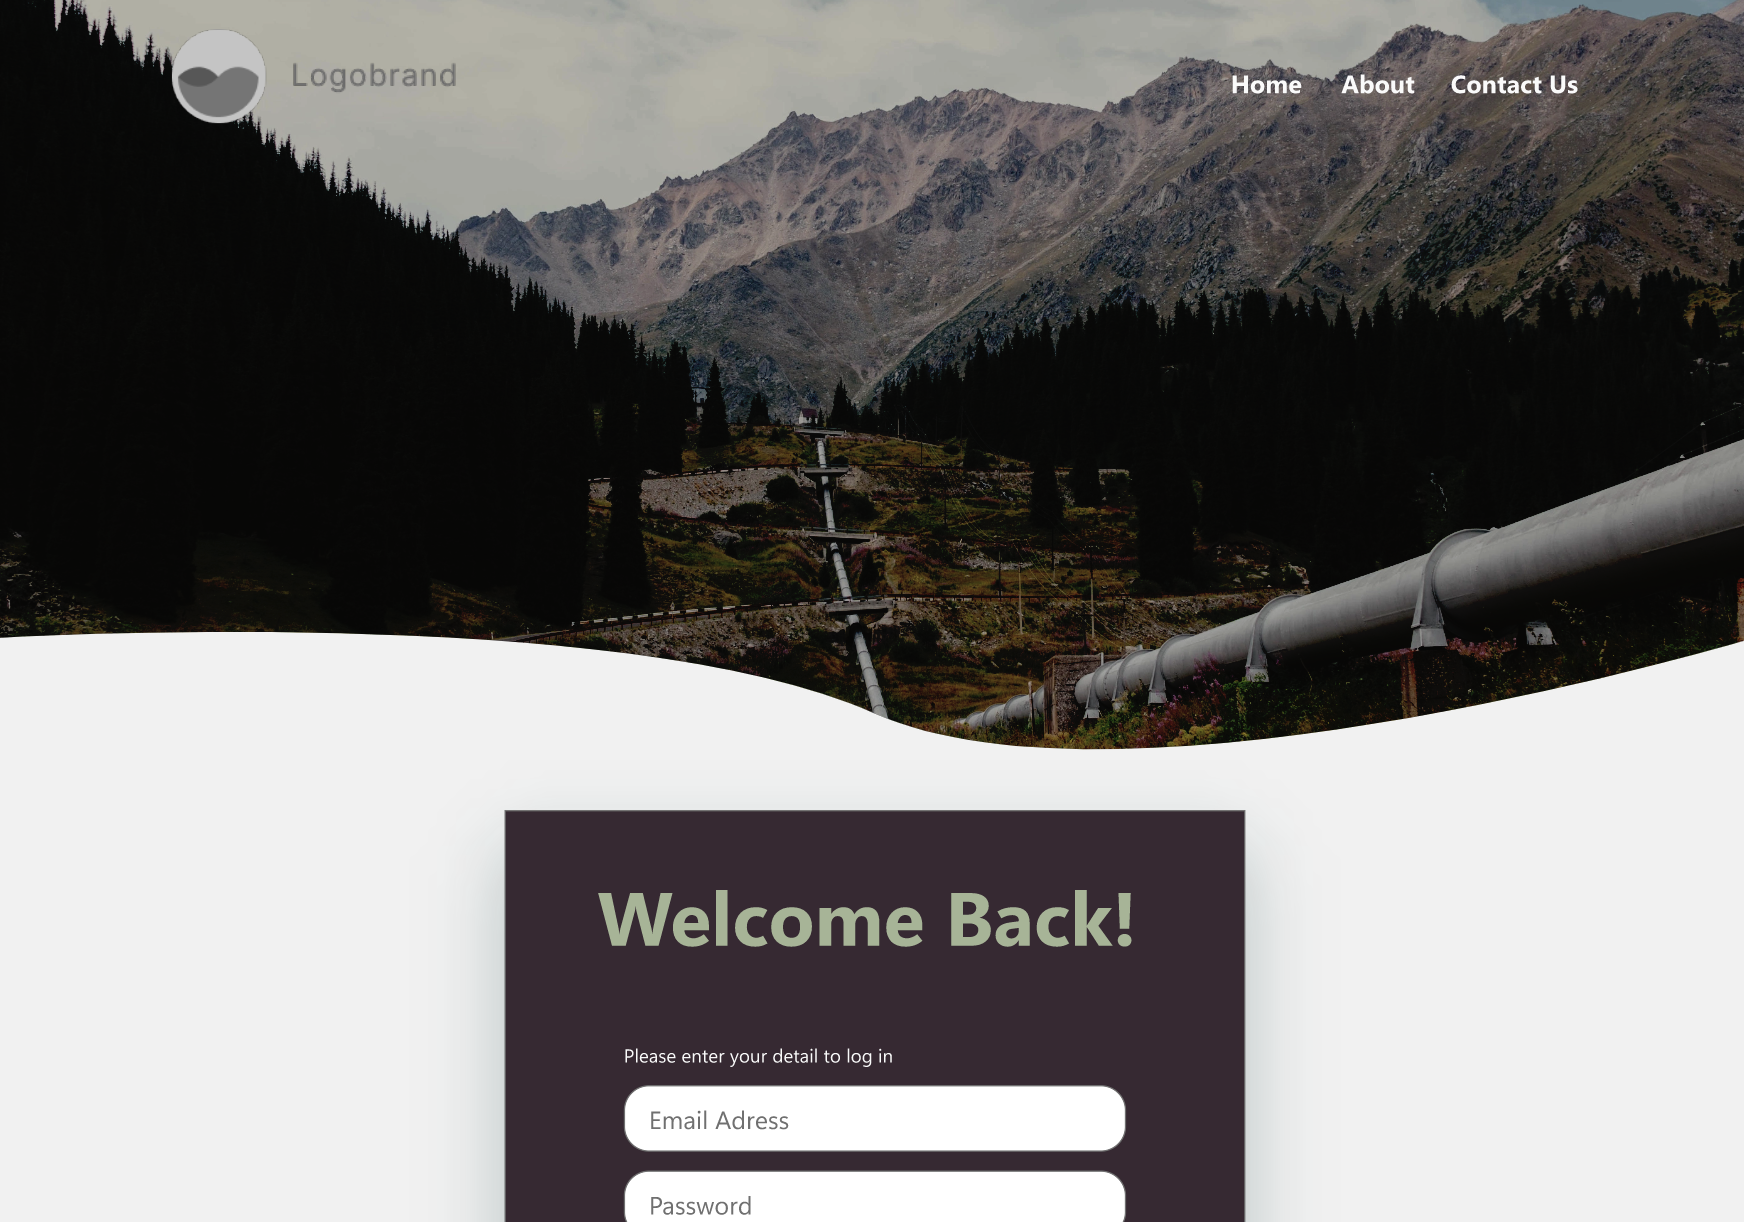 Logobrand
Home About Contact Us
Welcome Back!
Please enter your detail to log in
Email Adress
Password